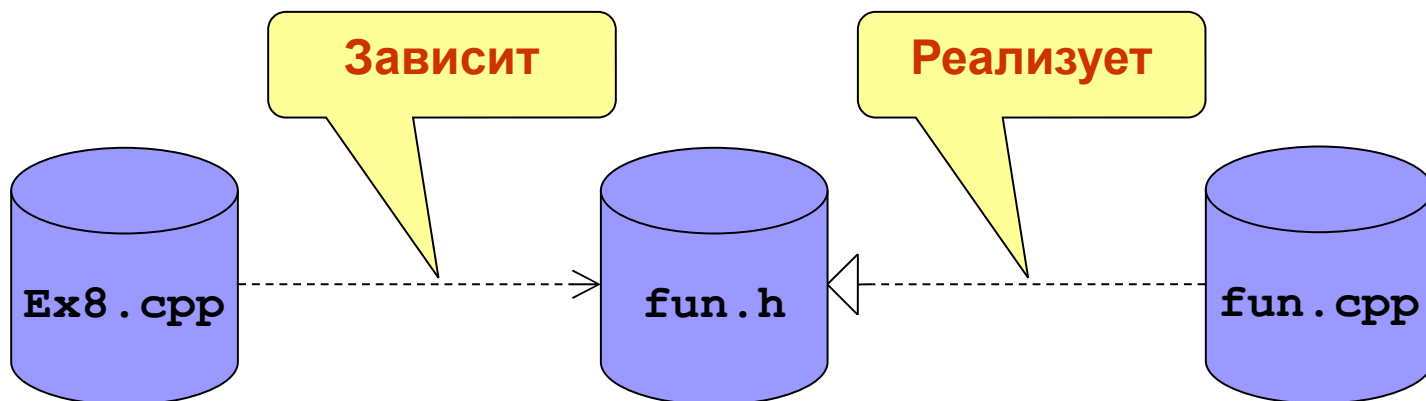 Зависит
Реализует
Ex8.cpp
fun.h
fun.cpp